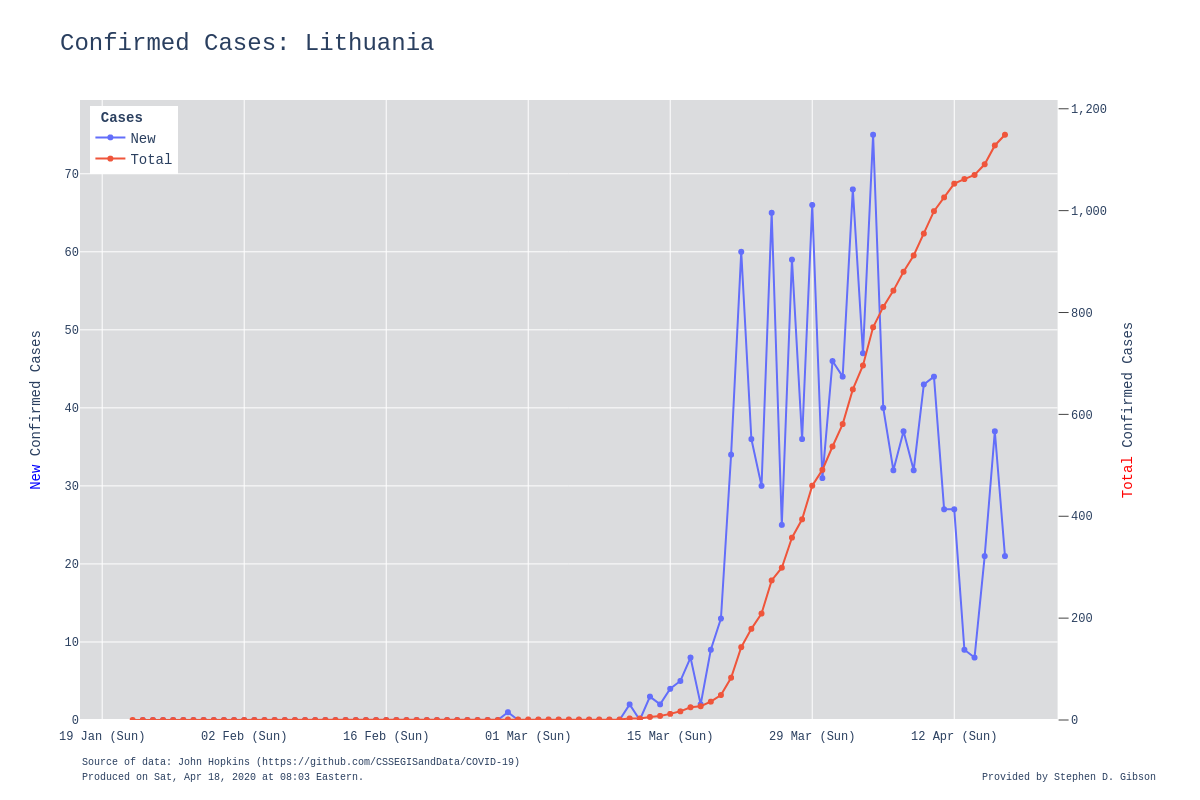 Confirmed Cases: Lithuania
Cases
New
Total
70
60
50
40
30
20
10
0
1,200
1,000
800
600
400
200
0
New Confirmed Cases
Total Confirmed Cases
19 Jan (Sun) 02 Feb (Sun) 16 Feb (Sun) 01 Mar (Sun) 15 Mar (Sun) 29 Mar (Sun) 12 Apr (Sun)
Source of data: John Hopkins (https://github.com/CSSEGISandData/COVID-19)
Produced on Sat, Apr 18, 2020 at 08:03 Eastern.
Provided by Stephen D. Gibson